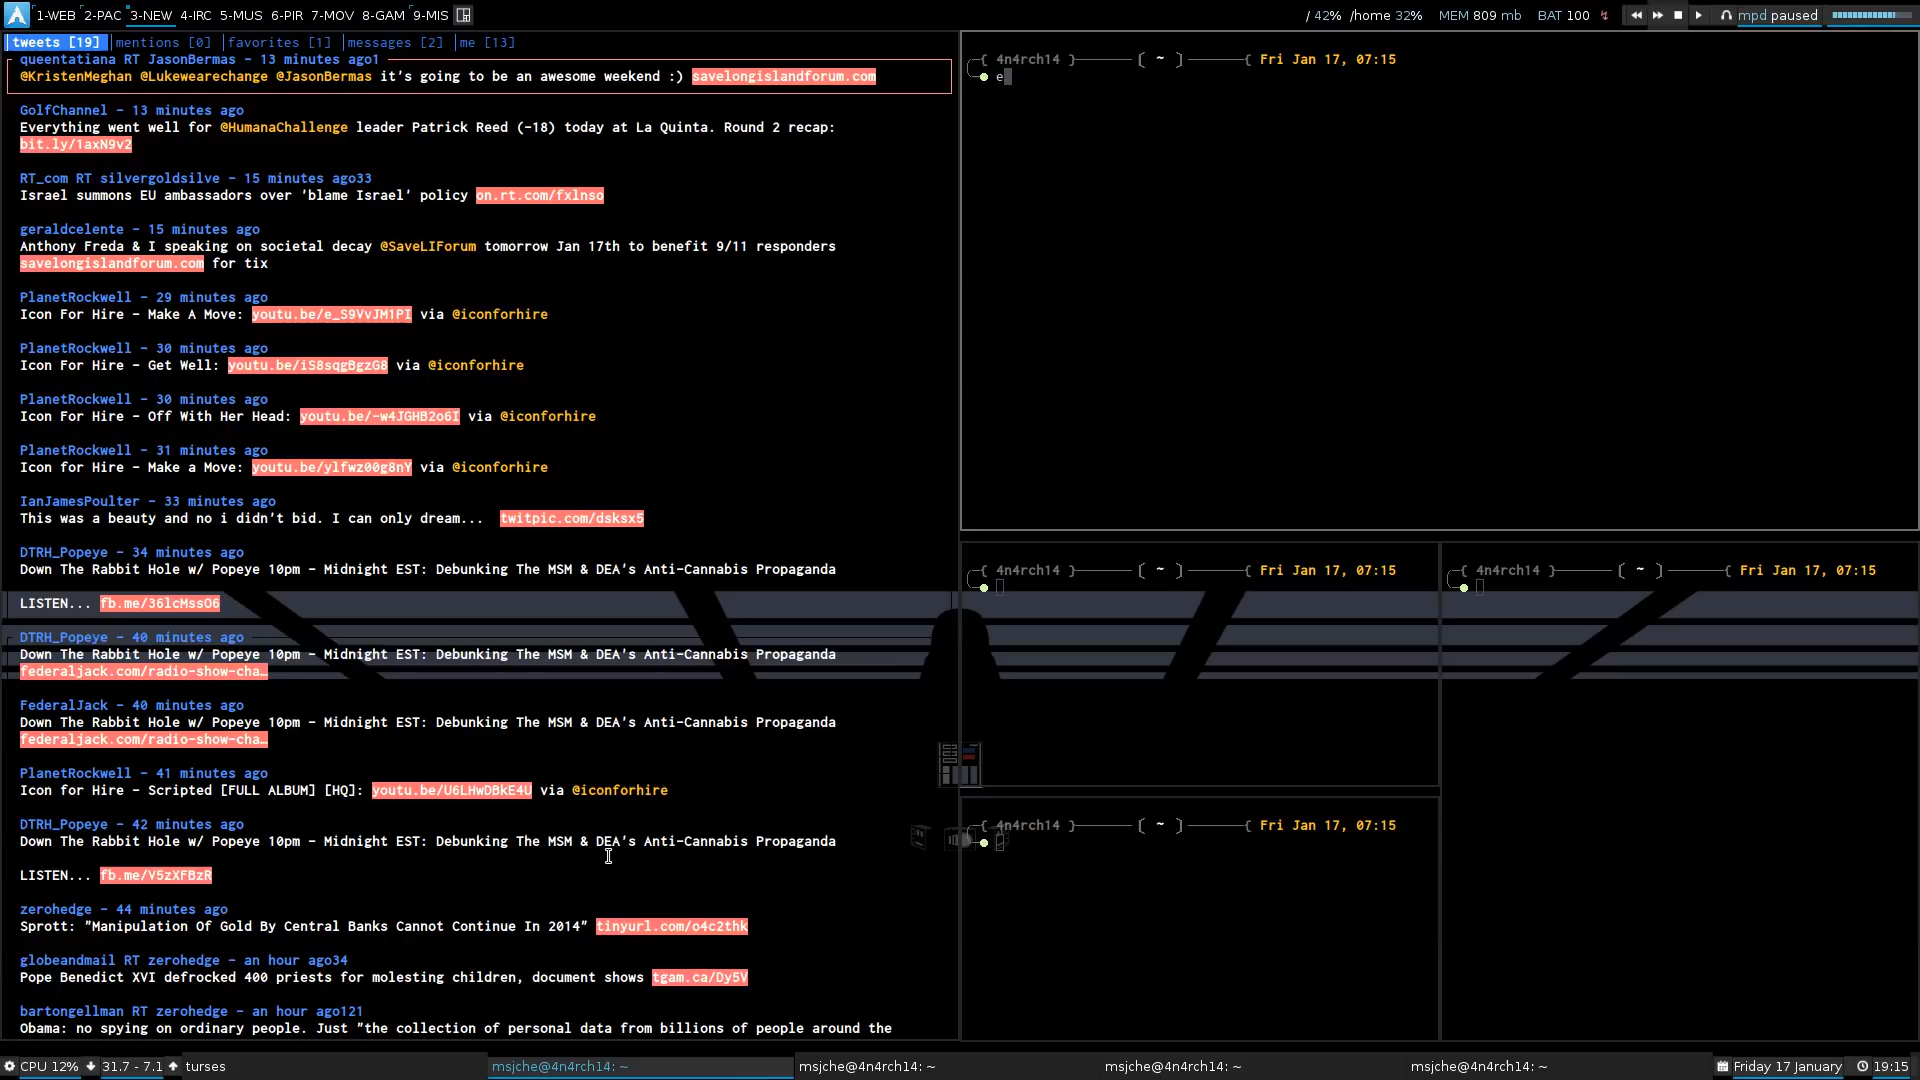 1-WEB 2-PAC 3-NEW 4-IRC 5-MUS 6-PIR 7-MOV 8-GAM 9-MIS
/ 42% /home 32% MEM 809 mb BAT 100 mpd paused
tweets [19] mentions [0] favorites [1] messages [2] me [13]
queentatiana RT JasonBermas - 13 minutes ago1
@KristenMeghan @Lukewearechange @JasonBermas it's going to be an awesome weekend :) savelongislandforum.com
GolfChannel - 13 minutes ago
Everything went well for @HumanaChallenge leader Patrick Reed (-18) today at La Quinta. Round 2 recap:
bit.ly/1axN9v2
RT_com RT silvergoldsilve - 15 minutes ago33
Israel summons EU ambassadors over 'blame Israel' policy on.rt.com/fxlnso
geraldcelente - 15 minutes ago
Anthony Freda & I speaking on societal decay @SaveLIForum tomorrow Jan 17th to benefit 9/11 responders
savelongislandforum.com for tix
PlanetRockwell - 29 minutes ago
Icon For Hire - Make A Move: youtu.be/e_S9VvJM1PI via @iconforhire
PlanetRockwell - 30 minutes ago
Icon For Hire - Get Well: youtu.be/iS8sqgBgzG8 via @iconforhire
PlanetRockwell - 30 minutes ago
Icon For Hire - Off With Her Head: youtu.be/-w4JGHB2o6I via @iconforhire
PlanetRockwell - 31 minutes ago
Icon for Hire - Make a Move: youtu.be/ylfwz00g8nY via @iconforhire
IanJamesPoulter - 33 minutes ago
This was a beauty and no i didn't bid. I can only dream... twitpic.com/dsksx5
DTRH_Popeye - 34 minutes ago
Down The Rabbit Hole w/ Popeye 10pm - Midnight EST: Debunking The MSM & DEA's Anti-Cannabis Propaganda
LISTEN... fb.me/36lcMssO6
DTRH_Popeye - 40 minutes ago
Down The Rabbit Hole w/ Popeye 10pm - Midnight EST: Debunking The MSM & DEA's Anti-Cannabis Propaganda
federaljack.com/radio-show-cha…
FederalJack - 40 minutes ago
Down The Rabbit Hole w/ Popeye 10pm - Midnight EST: Debunking The MSM & DEA's Anti-Cannabis Propaganda
federaljack.com/radio-show-cha…
PlanetRockwell - 41 minutes ago
Icon for Hire - Scripted [FULL ALBUM] [HQ]: youtu.be/U6LHwDBkE4U via @iconforhire
DTRH_Popeye - 42 minutes ago
Down The Rabbit Hole w/ Popeye 10pm - Midnight EST: Debunking The MSM & DEA's Anti-Cannabis Propaganda
LISTEN... fb.me/V5zXFBzR
zerohedge - 44 minutes ago
Sprott: "Manipulation Of Gold By Central Banks Cannot Continue In 2014" tinyurl.com/o4c2thk
globeandmail RT zerohedge - an hour ago34
Pope Benedict XVI defrocked 400 priests for molesting children, document shows tgam.ca/Dy5V
bartongellman RT zerohedge - an hour ago121
Obama: no spying on ordinary people. Just "the collection of personal data from billions of people around the
{ 4n4rch14 } [ ~ ] { Fri Jan 17, 07:15
e
{ 4n4rch14 } [ ~ ] { Fri Jan 17, 07:15
{ 4n4rch14 } [ ~ ] { Fri Jan 17, 07:15
{ 4n4rch14 } [ ~ ] { Fri Jan 17, 07:15
CPU 12% 31.7 - 7.1 turses msjche@4n4rch14: ~ msjche@4n4rch14: ~ msjche@4n4rch14: ~ msjche@4n4rch14: ~ Friday 17 January 19:15